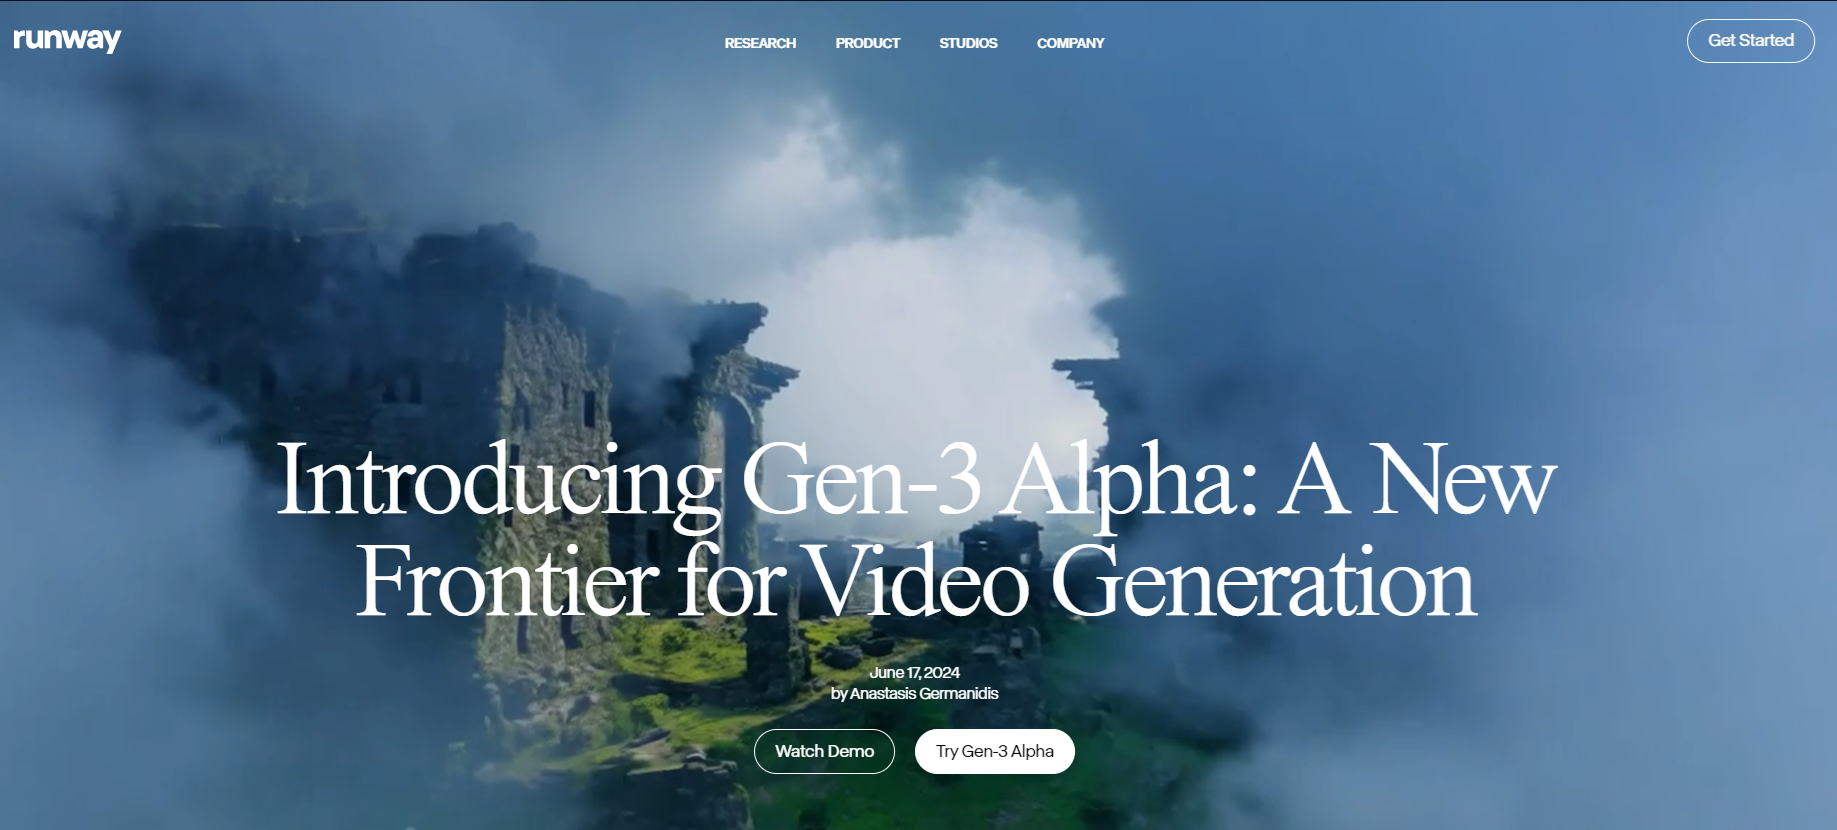 runway
RESEARCH PRODUCT STUDIOS COMPANY
Get Started
Introducing Gen-3 Alpha: A New
Frontier for Video Generation
June 17, 2024
by Anastasis Germanidis
Watch Demo
Try Gen-3 Alpha